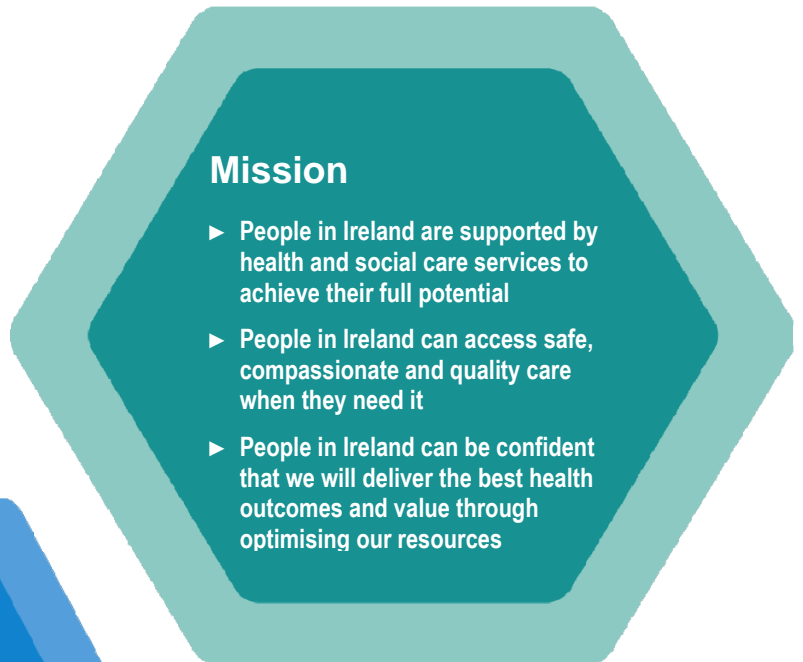 Mission
► People in Ireland are supported by
health and social care services to
achieve their full potential
► People in Ireland can access safe,
compassionate and quality care
when they need it
► People in Ireland can be confident
that we will deliver the best health
outcomes and value through
optimising our resources